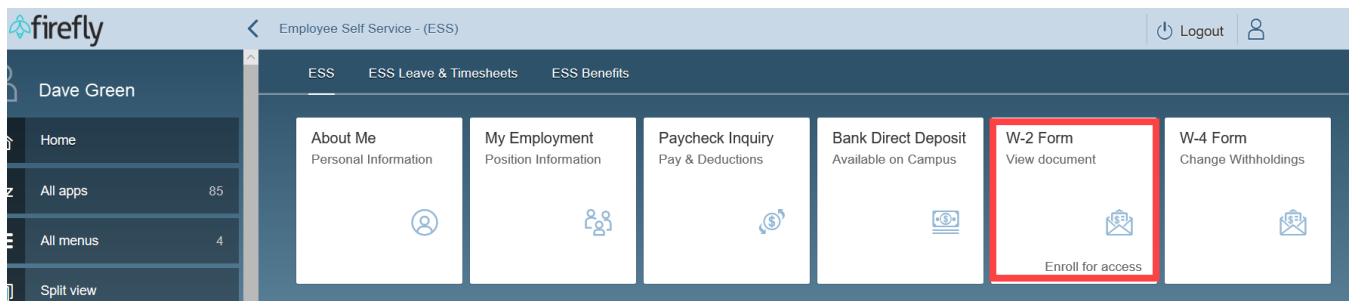 firefly
Employee Self Service - (ESS)
Logout
Dave Green
Home
All apps 85
All menus 4
Split view
ESS ESS Leave & Timesheets ESS Benefits
About Me
Personal Information
My Employment
Position Information
Paycheck Inquiry
Pay & Deductions
Bank Direct Deposit
Available on Campus
W-2 Form
View document
Enroll for access
W-4 Form
Change Withholdings